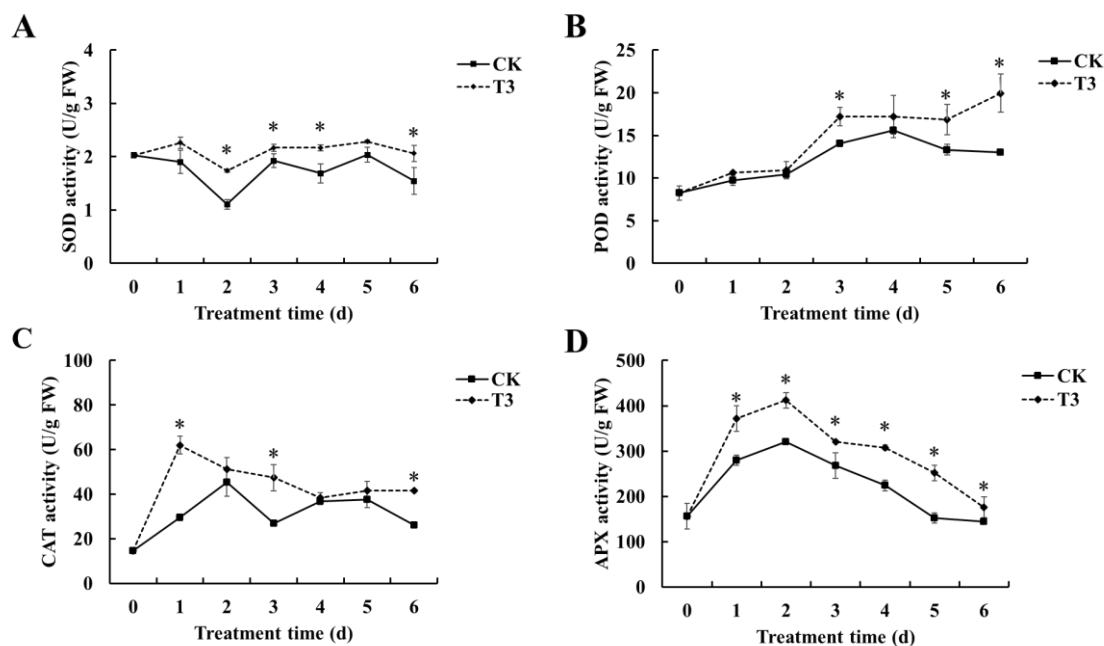 A
SOD activity (U/g FW)
4
3
2
1
0
0 1 2 3 4 5 6
Treatment time (d)
CK
T3
* * * *
B
POD activity (U/g FW)
25
20
15
10
5
0
0 1 2 3 4 5 6
Treatment time (d)
CK
T3
* * *
C
CAT activity (U/g FW)
100
80
60
40
20
0
0 1 2 3 4 5 6
Treatment time (d)
CK
T3
* * *
D
APX activity (U/g FW)
500
400
300
200
100
0
0 1 2 3 4 5 6
Treatment time (d)
CK
T3
* * * * * *